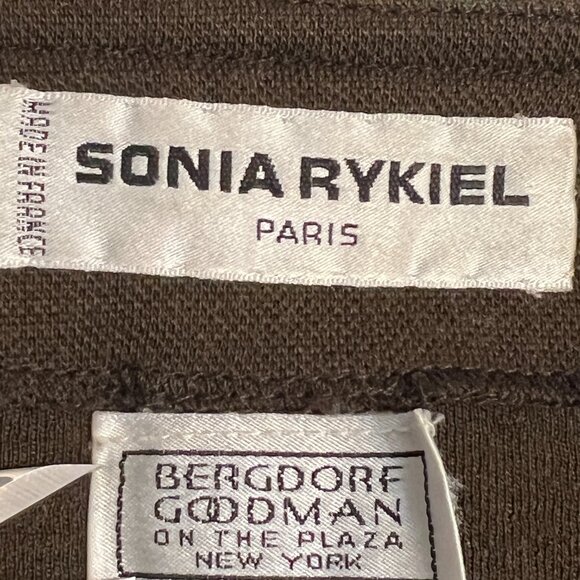 MADE IN FRANCE
SONIA RYKIEL
PARIS
BERGDORF
GOODMAN
ON THE PLAZA
NEW YORK